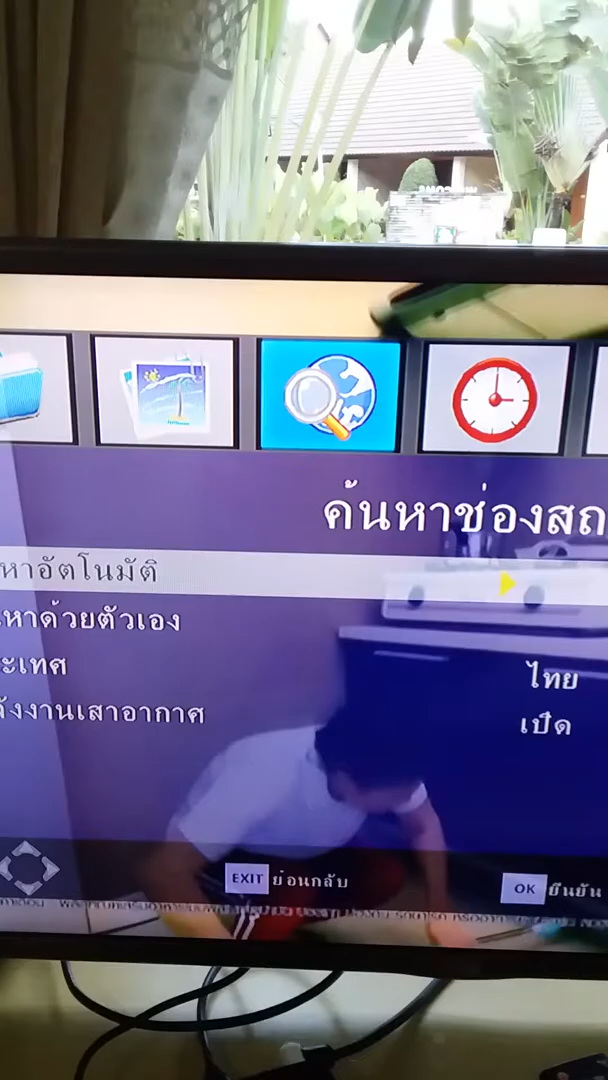 ค้นหาช่องสถ
หาอัตโนมัติ
หาด้วยตัวเอง
ะเทศ ไทย
ังงานเสาอากาศ เปิด
EXIT ย้อนกลับ OK ยืนยัน